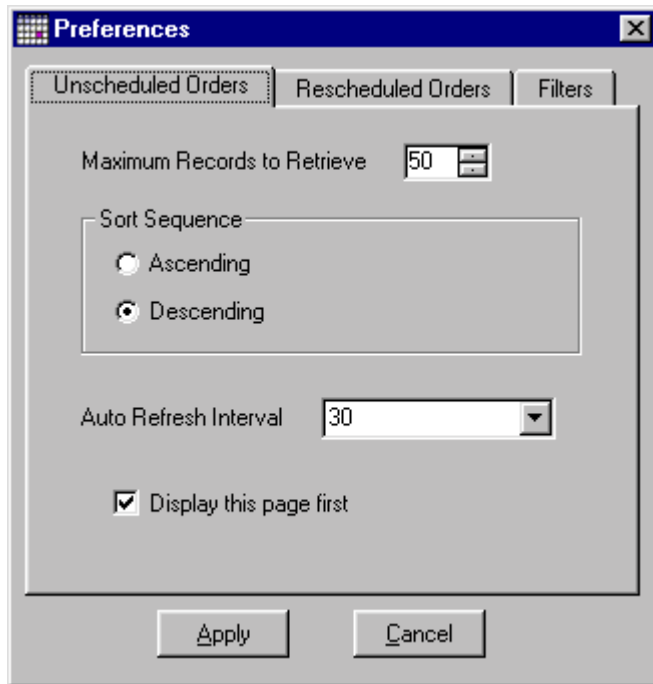 Preferences
Unscheduled Orders Rescheduled Orders Filters
Maximum Records to Retrieve 50
Sort Sequence
Ascending
Descending
Auto Refresh Interval 30
Display this page first
Apply Cancel